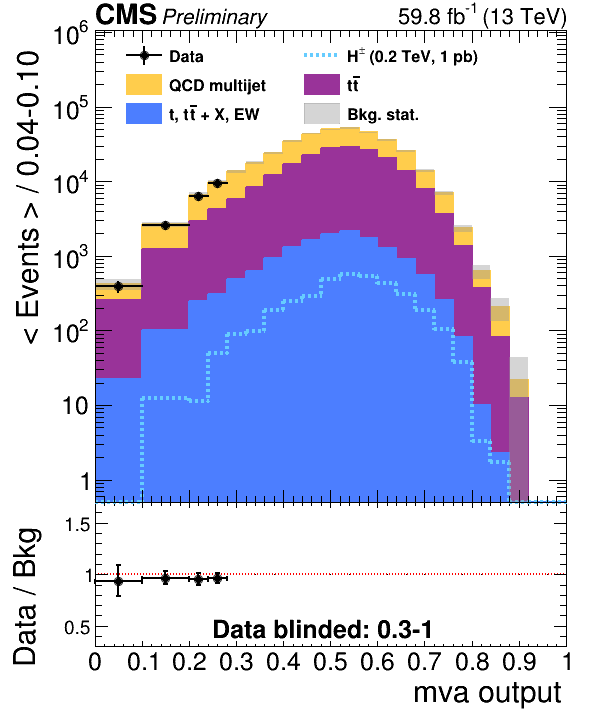 CMS Preliminary 59.8 fb⁻¹ (13 TeV)
< Events > / 0.04-0.10
10⁶
10⁵
10⁴
10³
10²
10
1
Data
H± (0.2 TeV, 1 pb)
QCD multijet
tt̄
t, tt̄ + X, EW
Bkg. stat.
Data / Bkg
1.5
1
0.5
Data blinded: 0.3-1
0 0.1 0.2 0.3 0.4 0.5 0.6 0.7 0.8 0.9 1
mva output